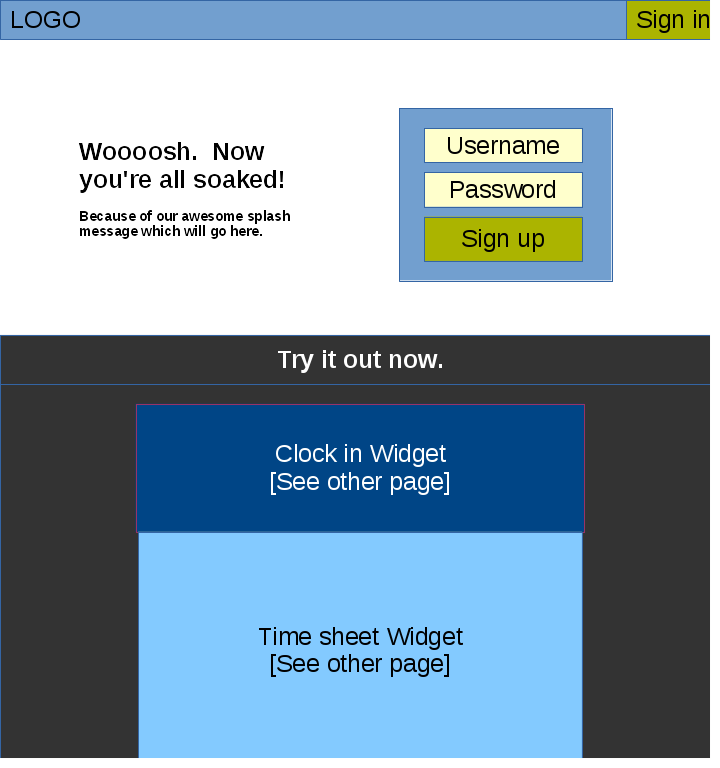 LOGO
Sign in
Woooosh.  Now
you're all soaked!
Because of our awesome splash
message which will go here.
Username
Password
Sign up
Try it out now.
Clock in Widget
[See other page]
Time sheet Widget
[See other page]